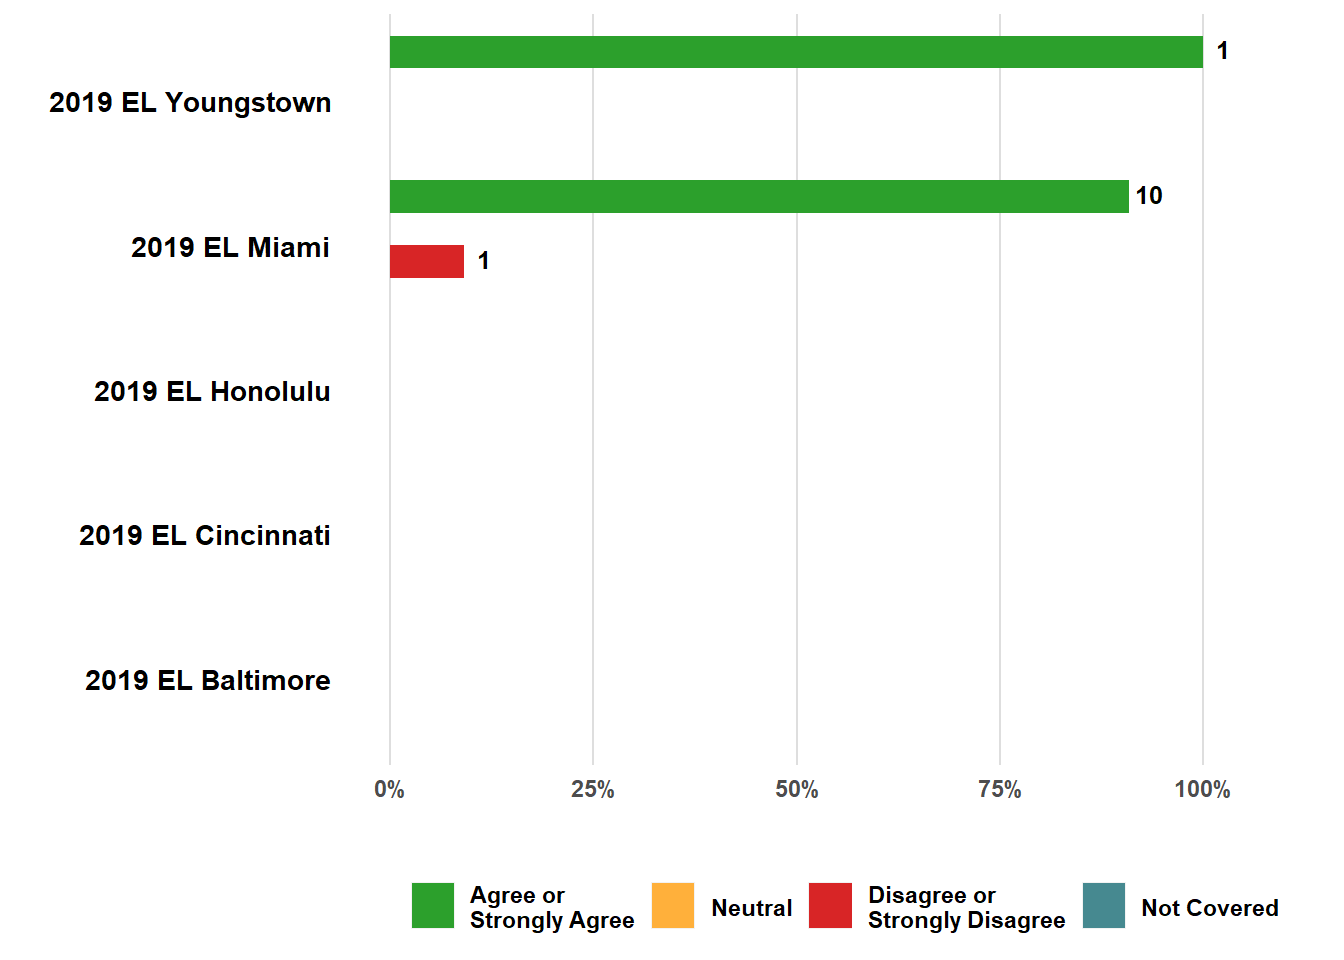 1
2019 EL Youngstown
10
2019 EL Miami
1
2019 EL Honolulu
2019 EL Cincinnati
2019 EL Baltimore
0% 25% 50% 75% 100%
Agree or
Strongly Agree
Neutral
Disagree or
Strongly Disagree
Not Covered